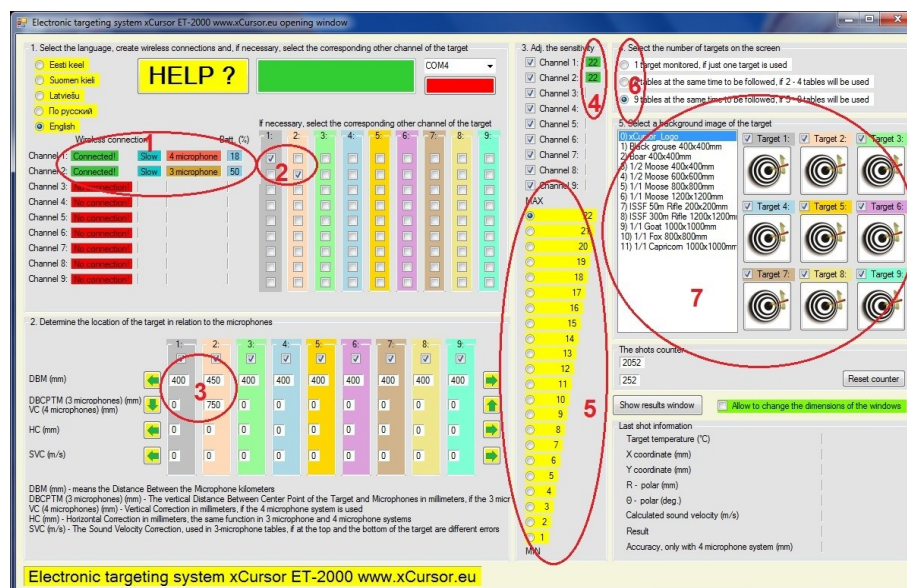 Electronic targeting system xCursor ET-2000 www.xCursor.eu opening window
1. Select the language, create wireless connections and, if necessary, select the corresponding other channel of the target
Eesti keel
Suomen kieli
Latviešu
По русский
English
HELP ?
COM4
If necessary, select the corresponding other channel of the target
Wireless connection Batt. (%)
1: 2: 3: 4: 5: 6: 7: 8: 9:
1
2
Channel 1: Connected! Slow 4 microphone 18
Channel 2: Connected! Slow 3 microphone 50
Channel 3: No connection!
Channel 4: No connection!
Channel 5: No connection!
Channel 6: No connection!
Channel 7: No connection!
Channel 8: No connection!
Channel 9: No connection!
2. Determine the location of the target in relation to the microphones
1: 2: 3: 4: 5: 6: 7: 8: 9:
DBM (mm) 400 450 400 400 400 400 400 400 400
3
DBCPTM (3 microphones) (mm)
VC (4 microphones) (mm) 0 750 0 0 0 0 0 0 0
HC (mm) 0 0 0 0 0 0 0 0 0
SVC (m/s) 0 0 0 0 0 0 0 0 0
DBM (mm) - means the Distance Between the Microphone kilometers
DBCPTM (3 microphones) (mm) - The vertical Distance Between Center Point of the Target and Microphones in millimeters, if the 3 micr
VC (4 microphones) (mm) - Vertical Correction in millimeters, if the 4 microphone system is used
HC (mm) - Horizontal Correction in millimeters, the same function in 3 microphone and 4 microphone systems
SVC (m/s) - The Sound Velocity Correction, used in 3-microphone tables, if at the top and the bottom of the target are different errors
Electronic targeting system xCursor ET-2000 www.xCursor.eu
3. Adj. the sensitivity
Channel 1: 22
Channel 2: 22
Channel 3:
Channel 4:
Channel 5:
Channel 6:
Channel 7:
Channel 8:
Channel 9:
4
MAX
22
21
20
19
18
17
16
15
14
13
12
11
10
9
8
7
6
5
4
3
2
1
MIN
5
4. Select the number of targets on the screen
1 target monitored, if just one target is used
tables at the same time to be followed, if 2 - 4 tables will be used
9 tables at the same time to be followed, if 5 - 9 tables will be used
6
5. Select a background image of the target
0) xCursor_Logo
1) Black grouse 400x400mm
2) Boar 400x400mm
3) 1/2 Moose 400x400mm
4) 1/2 Moose 600x600mm
5) 1/1 Moose 800x800mm
6) 1/1 Moose 1200x1200mm
7) ISSF 50m Rifle 200x200mm
8) ISSF 300m Rifle 1200x1200m
9) 1/1 Goat 1000x1000mm
10) 1/1 Fox 800x800mm
11) 1/1 Capricorn 1000x1000mm
Target 1: Target 2: Target 3:
Target 4: Target 5: Target 6:
Target 7: Target 8: Target 9:
7
The shots counter
2052
252
Reset counter
Show results window
Allow to change the dimensions of the windows
Last shot information
Target temperature (°C)
X coordinate (mm)
Y coordinate (mm)
R - polar (mm)
Θ - polar (deg.)
Calculated sound velocity (m/s)
Result
Accuracy, only with 4 microphone system (mm)